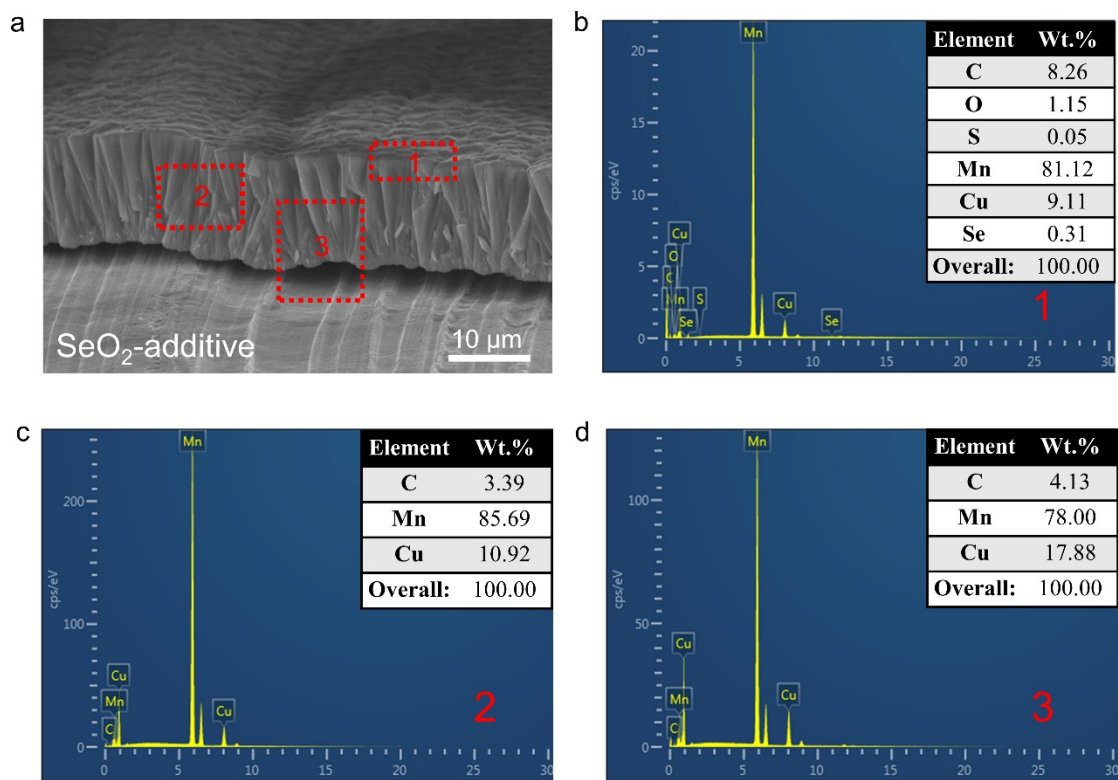 a
1
2
3
SeO₂-additive
10 μm
b
cps/eV
20
15
10
5
0
0 5 10 15 20 25 30
Mn
Cu
O
C
Mn
Se
S
Cu
Se
Element Wt.%
C 8.26
O 1.15
S 0.05
Mn 81.12
Cu 9.11
Se 0.31
Overall: 100.00
1
c
cps/eV
200
100
0
0 5 10 15 20 25 30
Mn
Cu
Mn
C
Cu
Element Wt.%
C 3.39
Mn 85.69
Cu 10.92
Overall: 100.00
2
d
cps/eV
100
50
0
0 5 10 15 20 25 30
Mn
Cu
Mn
C
Cu
Element Wt.%
C 4.13
Mn 78.00
Cu 17.88
Overall: 100.00
3